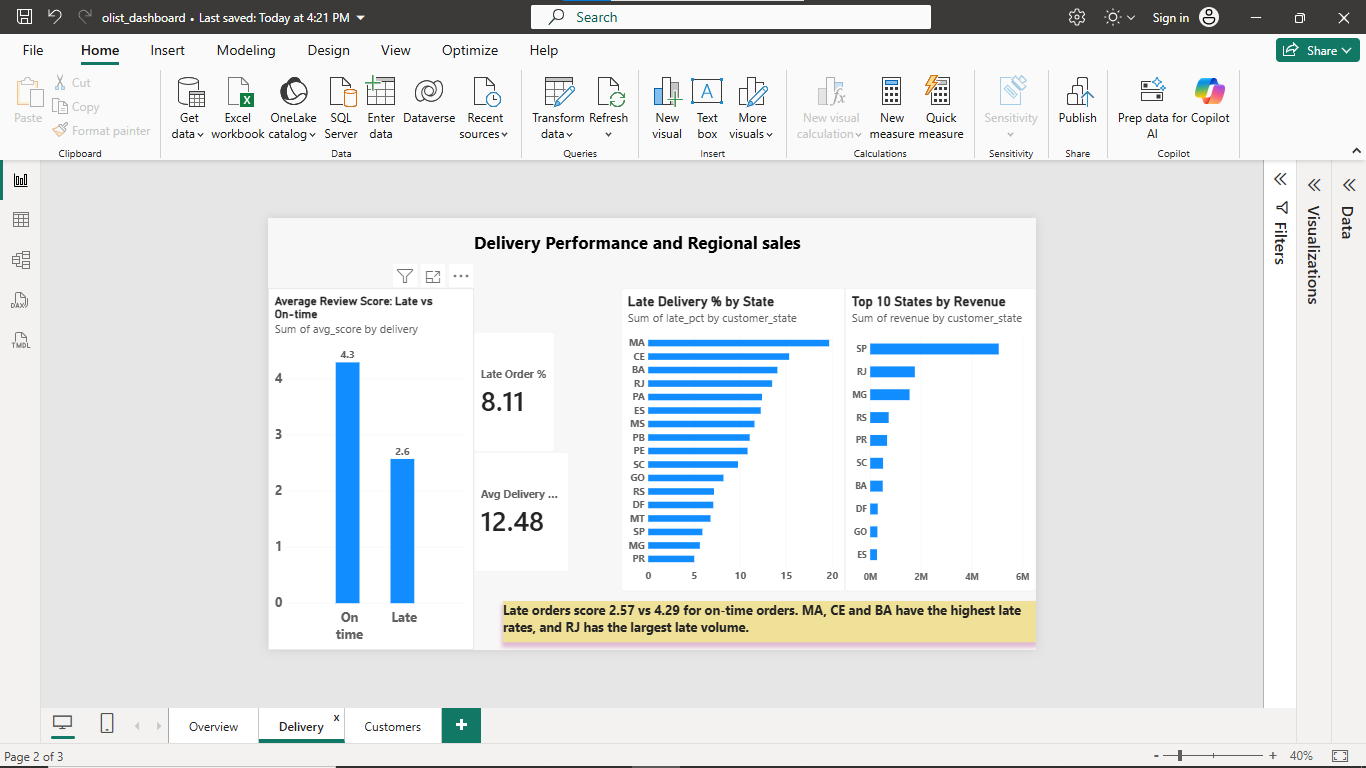 olist_dashboard • Last saved: Today at 4:21 PM
Search
Sign in
File Home Insert Modeling Design View Optimize Help
Share
Paste
Cut
Copy
Format painter
Clipboard
Get data
Excel workbook
OneLake catalog
SQL Server
Enter data
Dataverse
Recent sources
Data
Transform data
Refresh
Queries
New visual
Text box
More visuals
Insert
New visual calculation
New measure
Quick measure
Calculations
Sensitivity
Sensitivity
Publish
Share
Prep data for AI
Copilot
Copilot
DAX
TMDL
Delivery Performance and Regional sales
Average Review Score: Late vs
On-time
Sum of avg_score by delivery
4.3
2.6
4
3
2
1
0
On
time
Late
Late Order %
8.11
Avg Delivery ...
12.48
Late Delivery % by State
Sum of late_pct by customer_state
MA
CE
BA
RJ
PA
ES
MS
PB
PE
SC
GO
RS
DF
MT
SP
MG
PR
0 5 10 15 20
Top 10 States by Revenue
Sum of revenue by customer_state
SP
RJ
MG
RS
PR
SC
BA
DF
GO
ES
0M 2M 4M 6M
Late orders score 2.57 vs 4.29 for on-time orders. MA, CE and BA have the highest late
rates, and RJ has the largest late volume.
Filters
Visualizations
Data
Overview
Delivery
x
Customers
+
Page 2 of 3
- + 40%